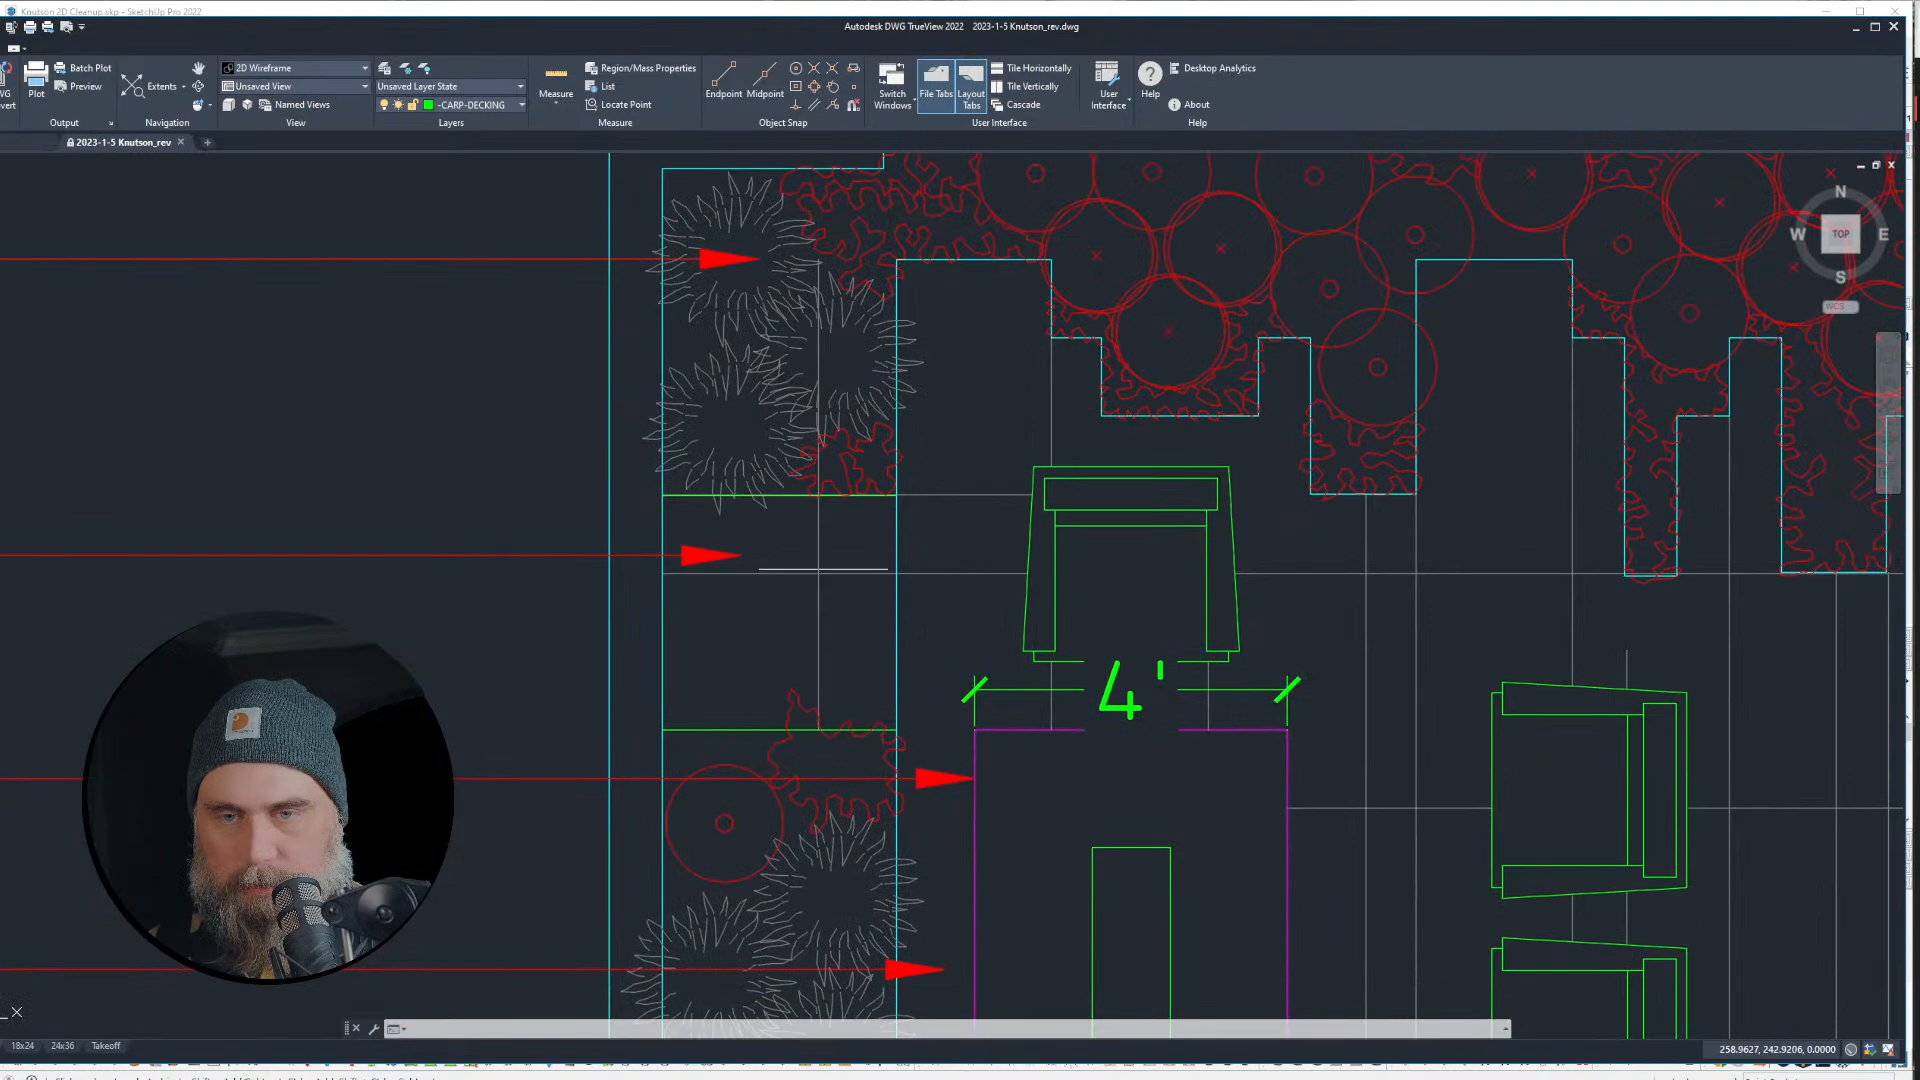 Knutson 2D Cleanup.skp - SketchUp Pro 2022
Autodesk DWG TrueView 2022 2023-1-5 Knutson_rev.dwg
Batch Plot
Preview
Plot
Output
Extents
Navigation
2D Wireframe
Unsaved View
Named Views
View
Unsaved Layer State
-CARP-DECKING
Layers
Measure
Region/Mass Properties
List
Locate Point
Measure
Endpoint
Midpoint
Object Snap
Switch
Windows
File Tabs
Layout
Tabs
Tile Horizontally
Tile Vertically
Cascade
User
Interface
User Interface
Help
Desktop Analytics
About
Help
2023-1-5 Knutson_rev
N
W
TOP
E
S
WCS
4'
18x24
24x36
Takeoff
258.9627, 242.9206, 0.0000